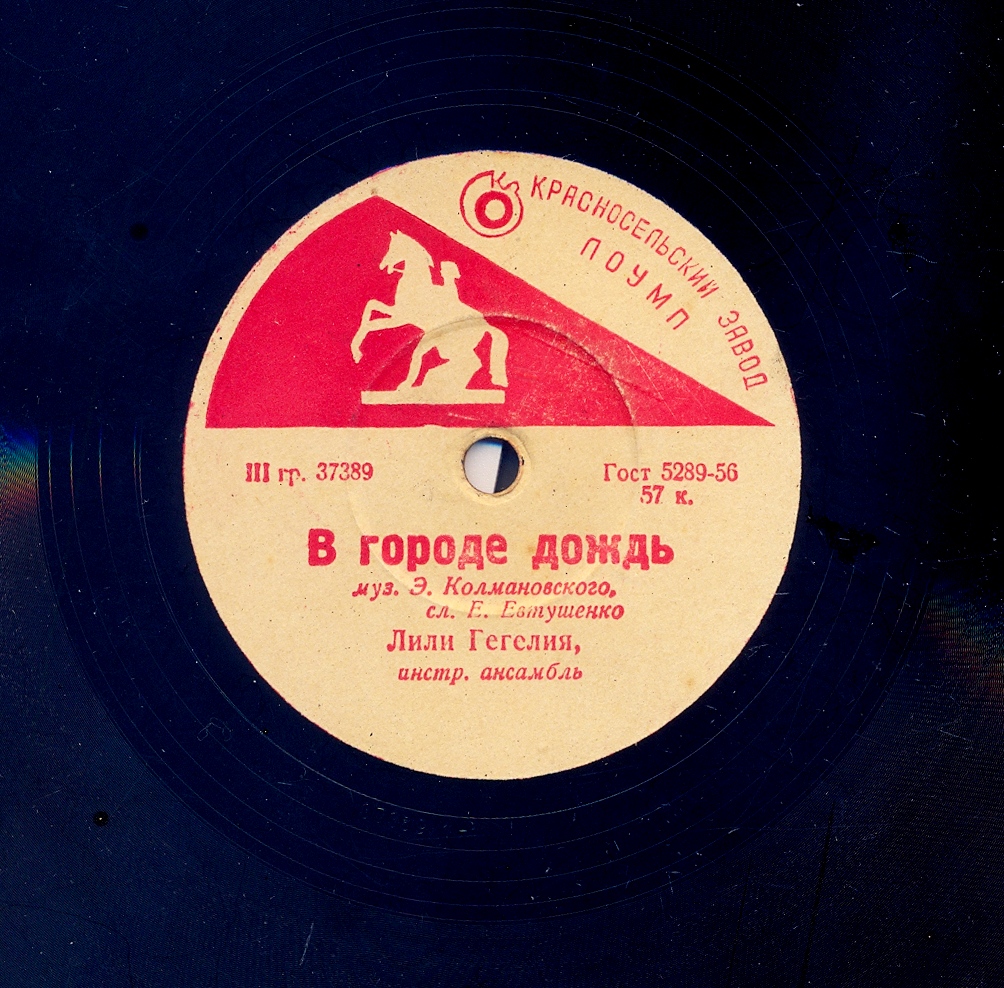 КРАСНОСЕЛЬСКИЙ ЗАВОД
ПОУМП
III гр. 37389
Гост 5289-56
57 к.
В городе дождь
муз. Э. Колмановского,
сл. Е. Евтушенко
Лили Гегелия,
инстр. ансамбль